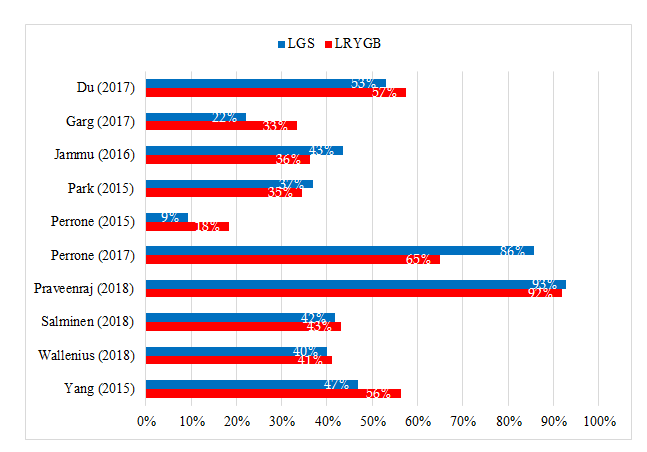 LGS LRYGB
Du (2017) 53%
57%
Garg (2017) 22%
33%
Jammu (2016) 43%
36%
Park (2015) 37%
35%
Perrone (2015) 9%
18%
Perrone (2017) 86%
65%
Praveenraj (2018) 93%
92%
Salminen (2018) 42%
43%
Wallenius (2018) 40%
41%
Yang (2015) 47%
56%
0% 10% 20% 30% 40% 50% 60% 70% 80% 90% 100%